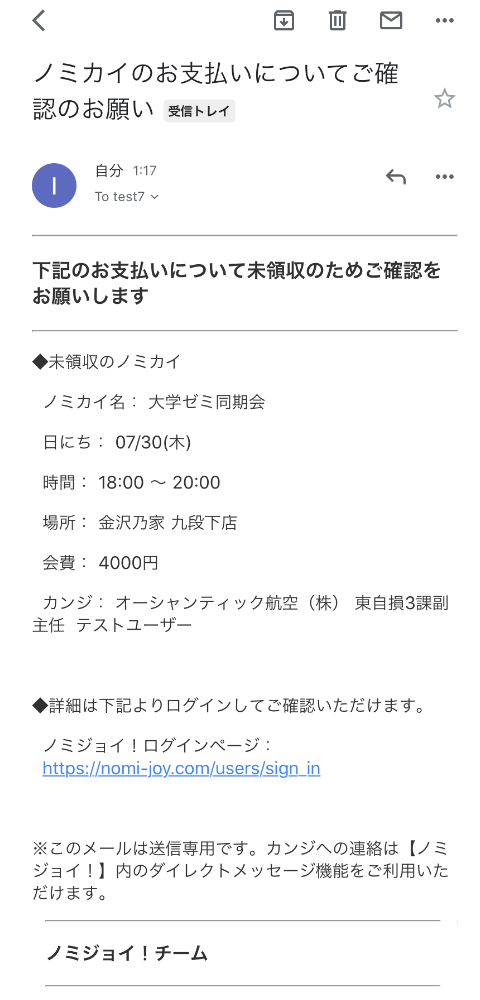 ノミカイのお支払いについてご確
認のお願い 受信トレイ
I
自分 1:17
To test7
下記のお支払いについて未領収のためご確認を
お願いします
◆未領収のノミカイ
ノミカイ名： 大学ゼミ同期会
日にち： 07/30(木)
時間： 18:00 〜 20:00
場所： 金沢乃家 九段下店
会費： 4000円
カンジ： オーシャンティック航空（株） 東自損3課副
主任 テストユーザー
◆詳細は下記よりログインしてご確認いただけます。
ノミジョイ！ログインページ：
https://nomi-joy.com/users/sign_in
※このメールは送信専用です。カンジへの連絡は【ノミ
ジョイ！】内のダイレクトメッセージ機能をご利用いた
だけます。
ノミジョイ！チーム